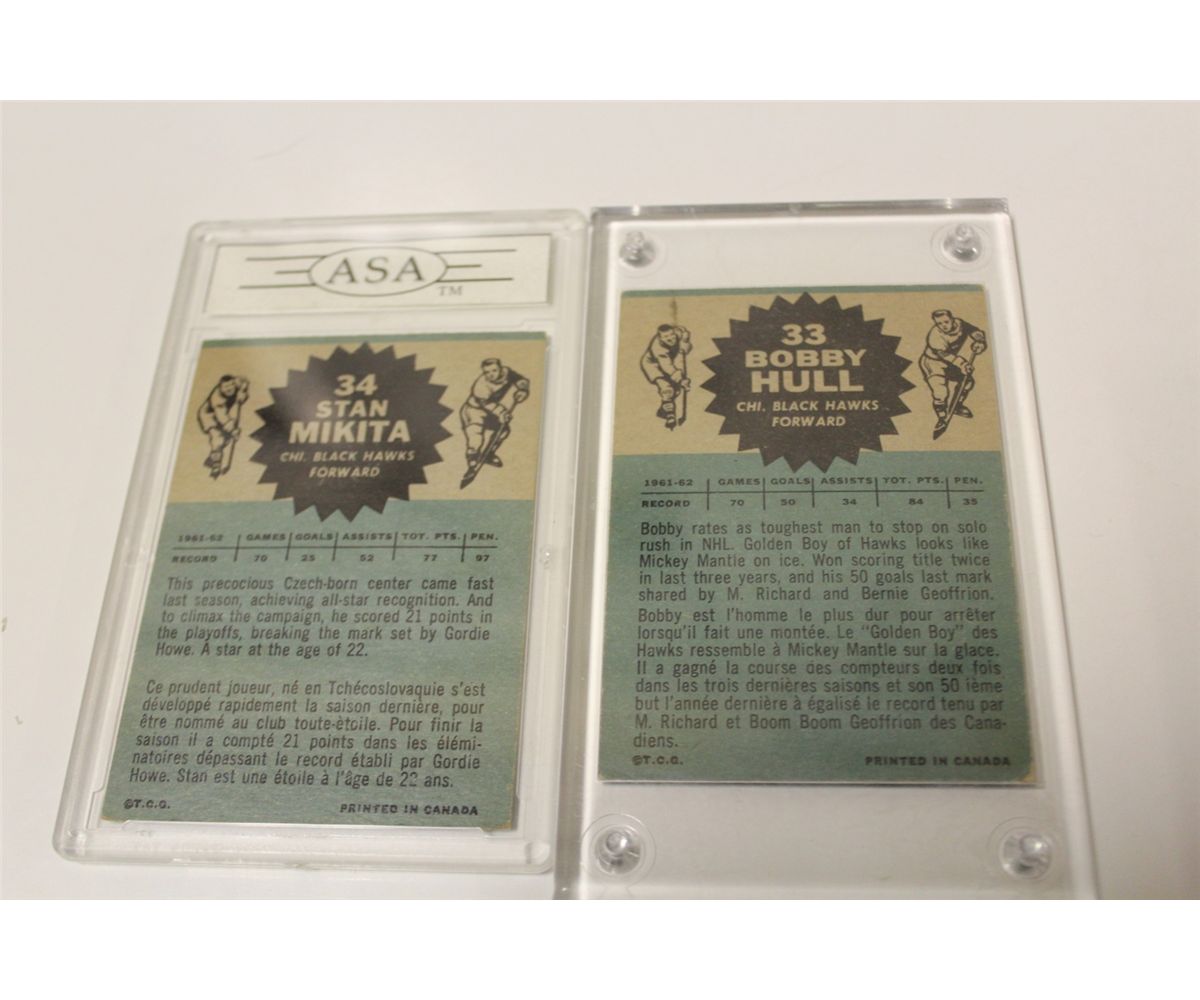 ASA
TM
34
STAN
MIKITA
CHI. BLACK HAWKS
FORWARD
1961-62 GAMES GOALS ASSISTS TOT. PTS. PEN.
RECORD 70 25 52 77 97
This precocious Czech-born center came fast
last season, achieving all-star recognition. And
to climax the campaign, he scored 21 points in
the playoffs, breaking the mark set by Gordie
Howe. A star at the age of 22.
Ce prudent joueur, né en Tchécoslovaquie s'est
développé rapidement la saison dernière, pour
être nommé au club toute-ètoile. Pour finir la
saison il a compté 21 points dans les élémi-
natoires dépassant le record établi par Gordie
Howe. Stan est une étoile à l'âge de 22 ans.
©T.C.G. PRINTED IN CANADA
33
BOBBY
HULL
CHI. BLACK HAWKS
FORWARD
1961-62 GAMES GOALS ASSISTS TOT. PTS. PEN.
RECORD 70 50 34 84 35
Bobby rates as toughest man to stop on solo
rush in NHL. Golden Boy of Hawks looks like
Mickey Mantle on ice. Won scoring title twice
in last three years, and his 50 goals last mark
shared by M. Richard and Bernie Geoffrion.
Bobby est l'homme le plus dur pour arrêter
lorsqu'il fait une montée. Le "Golden Boy" des
Hawks ressemble à Mickey Mantle sur la glace.
Il a gagné la course des compteurs deux fois
dans les trois dernières saisons et son 50 ième
but l'année dernière à égalisé le record tenu par
M. Richard et Boom Boom Geoffrion des Cana-
diens.
©T.C.G. PRINTED IN CANADA